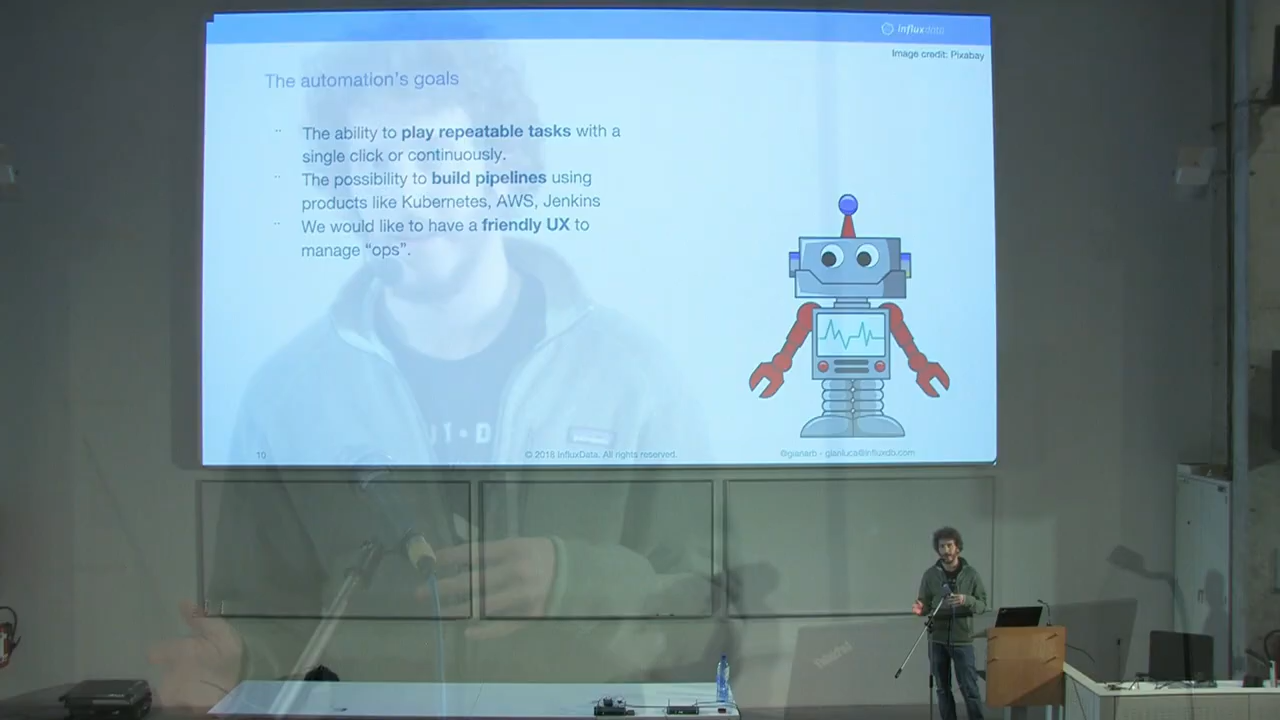 influxdata
Image credit: Pixabay
The automation's goals
The ability to play repeatable tasks with a
single click or continuously.
The possibility to build pipelines using
products like Kubernetes, AWS, Jenkins
We would like to have a friendly UX to
manage “ops”.
10
© 2018 InfluxData. All rights reserved.
@gianarb - gianluca@influxdb.com